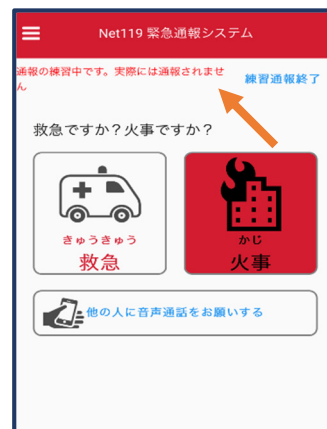 Net119 緊急通報システム
通報の練習中です。実際には通報されませ
ん
練習通報終了
救急ですか？火事ですか？
きゅうきゅう
救急
かじ
火事
他の人に音声通話をお願いする